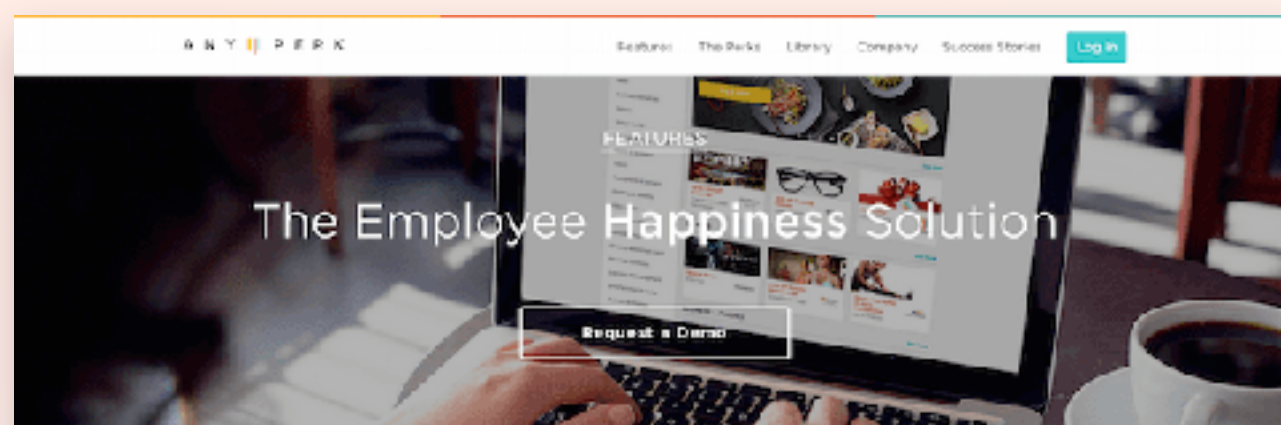 ANY PERK
Features The Perks Library Company Success Stories Log in
FEATURES
The Employee Happiness Solution
Request a Demo